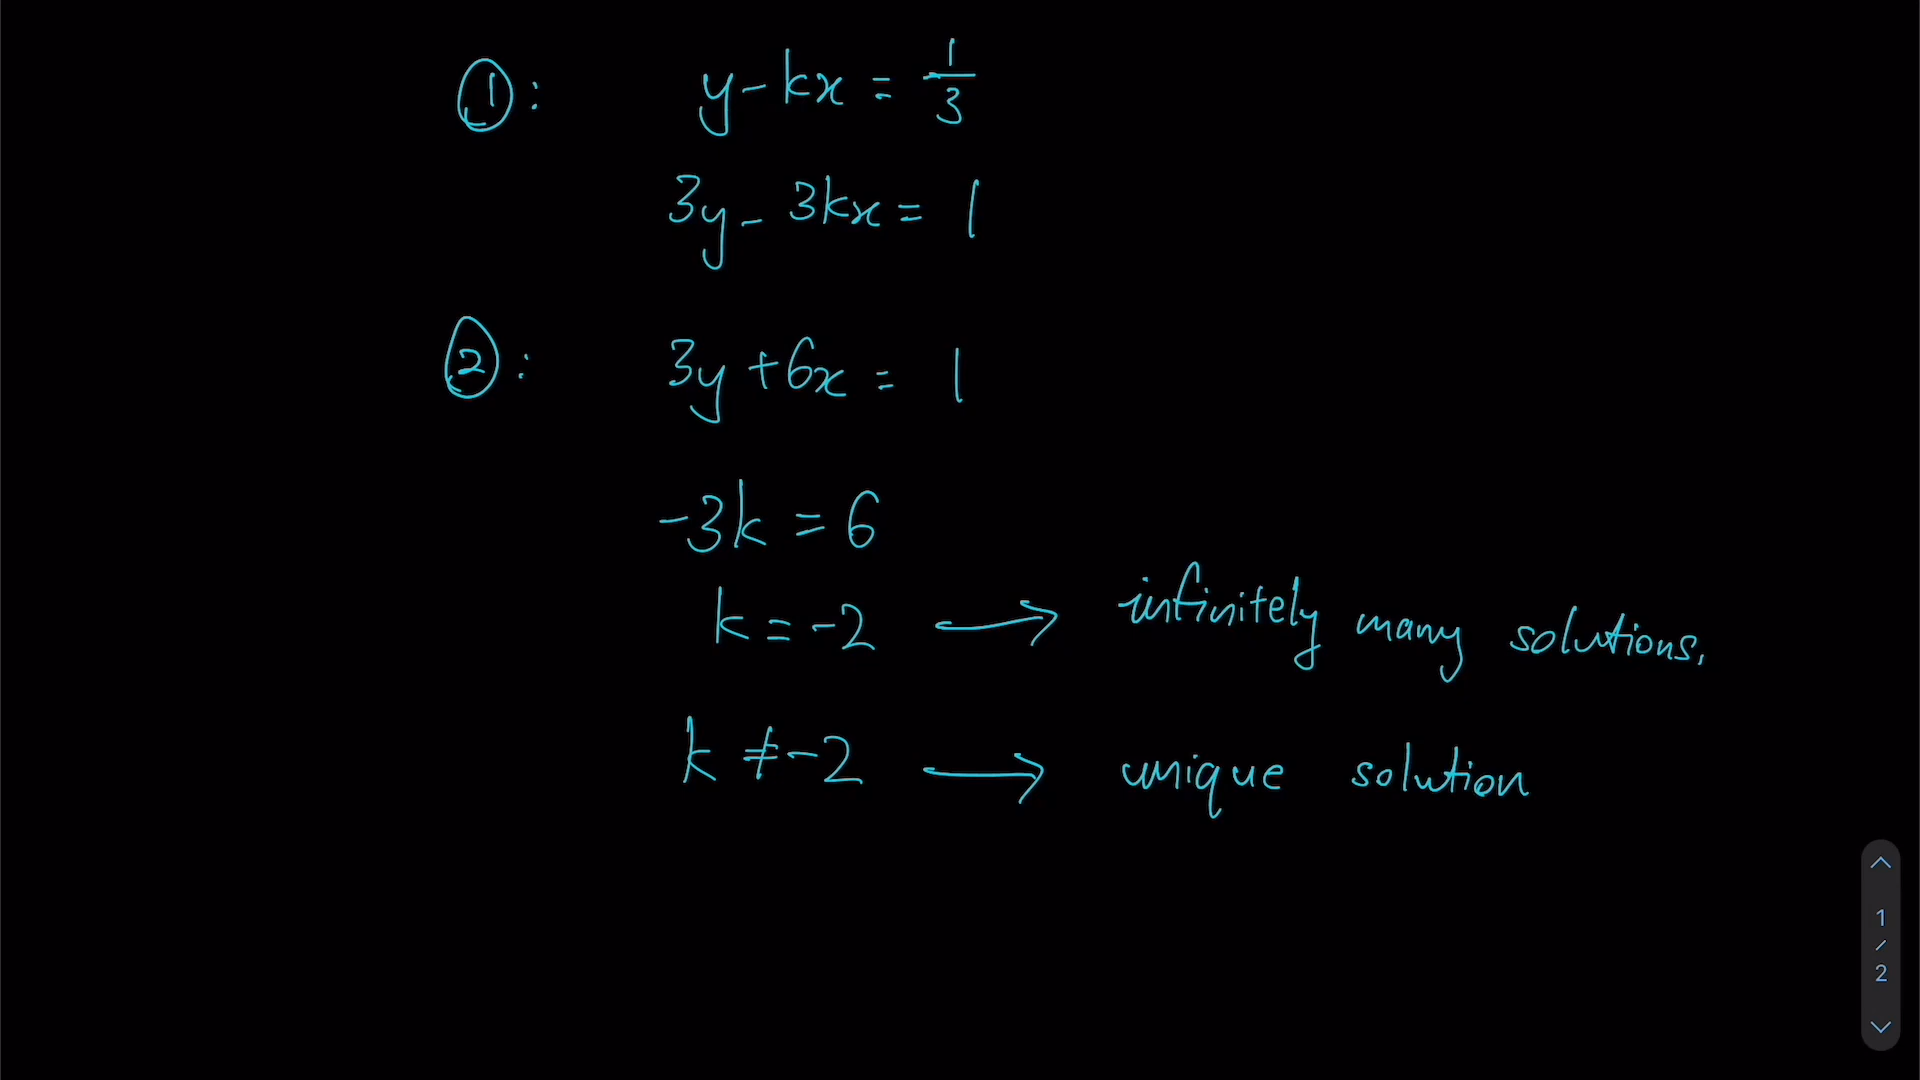 ①: y - kx = 1/3
3y - 3kx = 1
②: 3y + 6x = 1
-3k = 6
k = -2 → infinitely many solutions.
k ≠ -2 → unique solution
1
/
2